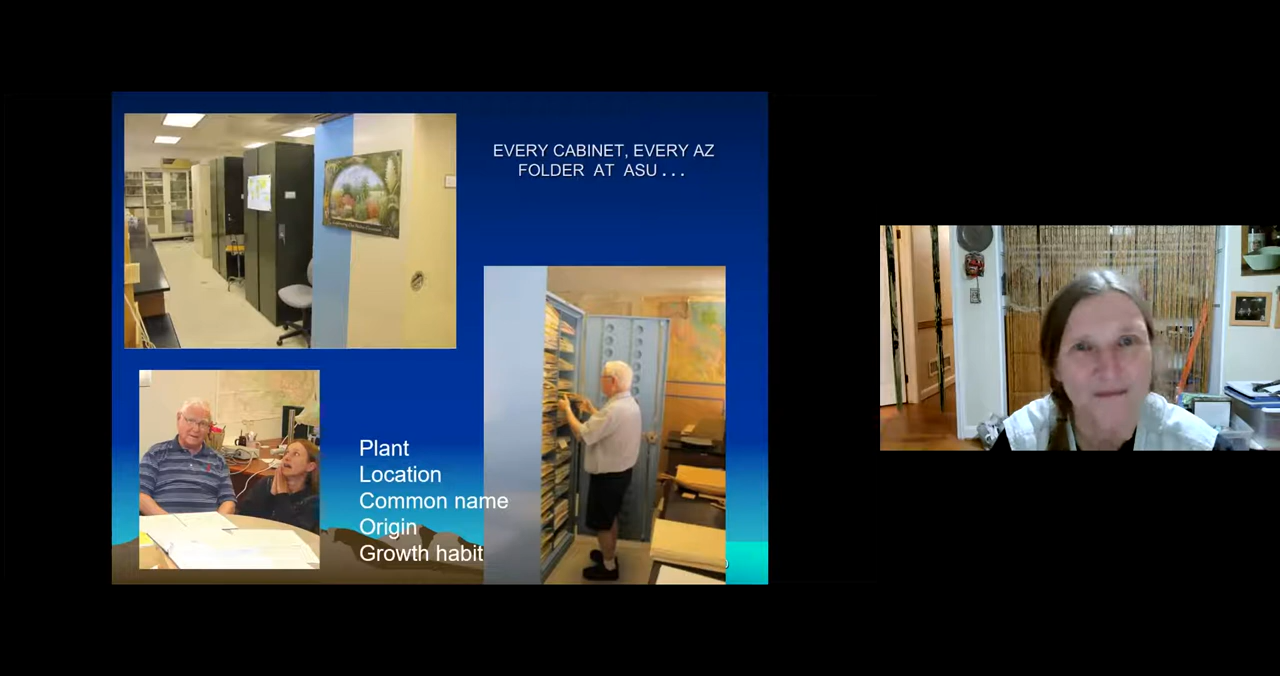 EVERY CABINET, EVERY AZ
FOLDER AT ASU . . .
Plant
Location
Common name
Origin
Growth habit